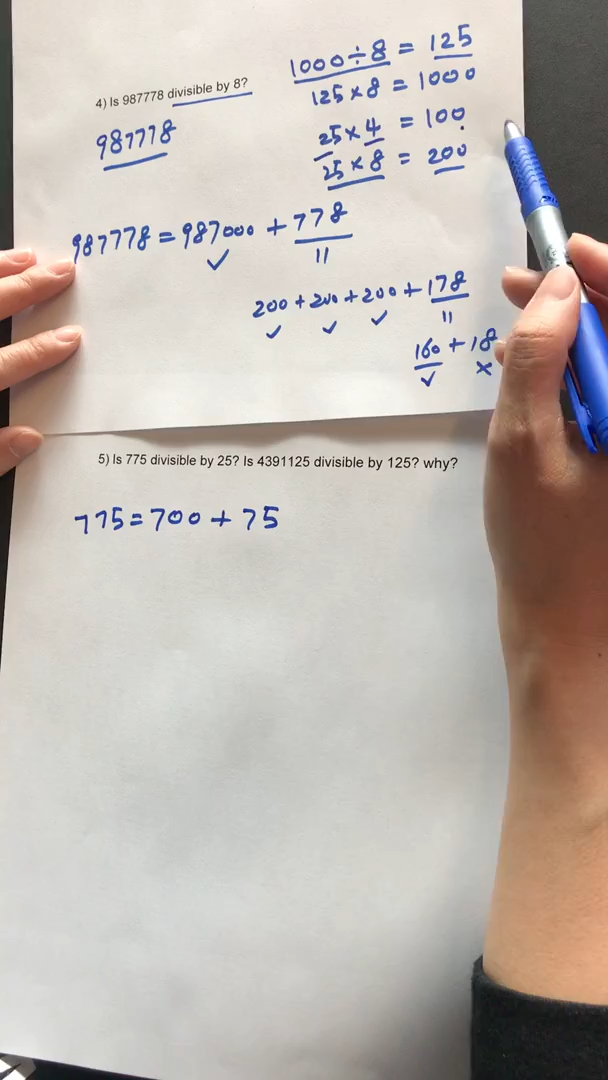 4) Is 987778 divisible by 8?
987778
1000÷8 = 125
125×8 = 1000
25×4 = 100
25×8 = 200
987778 = 987000 + 778
11
200 + 200 + 200 + 178
✓ ✓ ✓ 11
160 + 18
✓ ×
5) Is 775 divisible by 25? Is 4391125 divisible by 125? why?
775 = 700 + 75